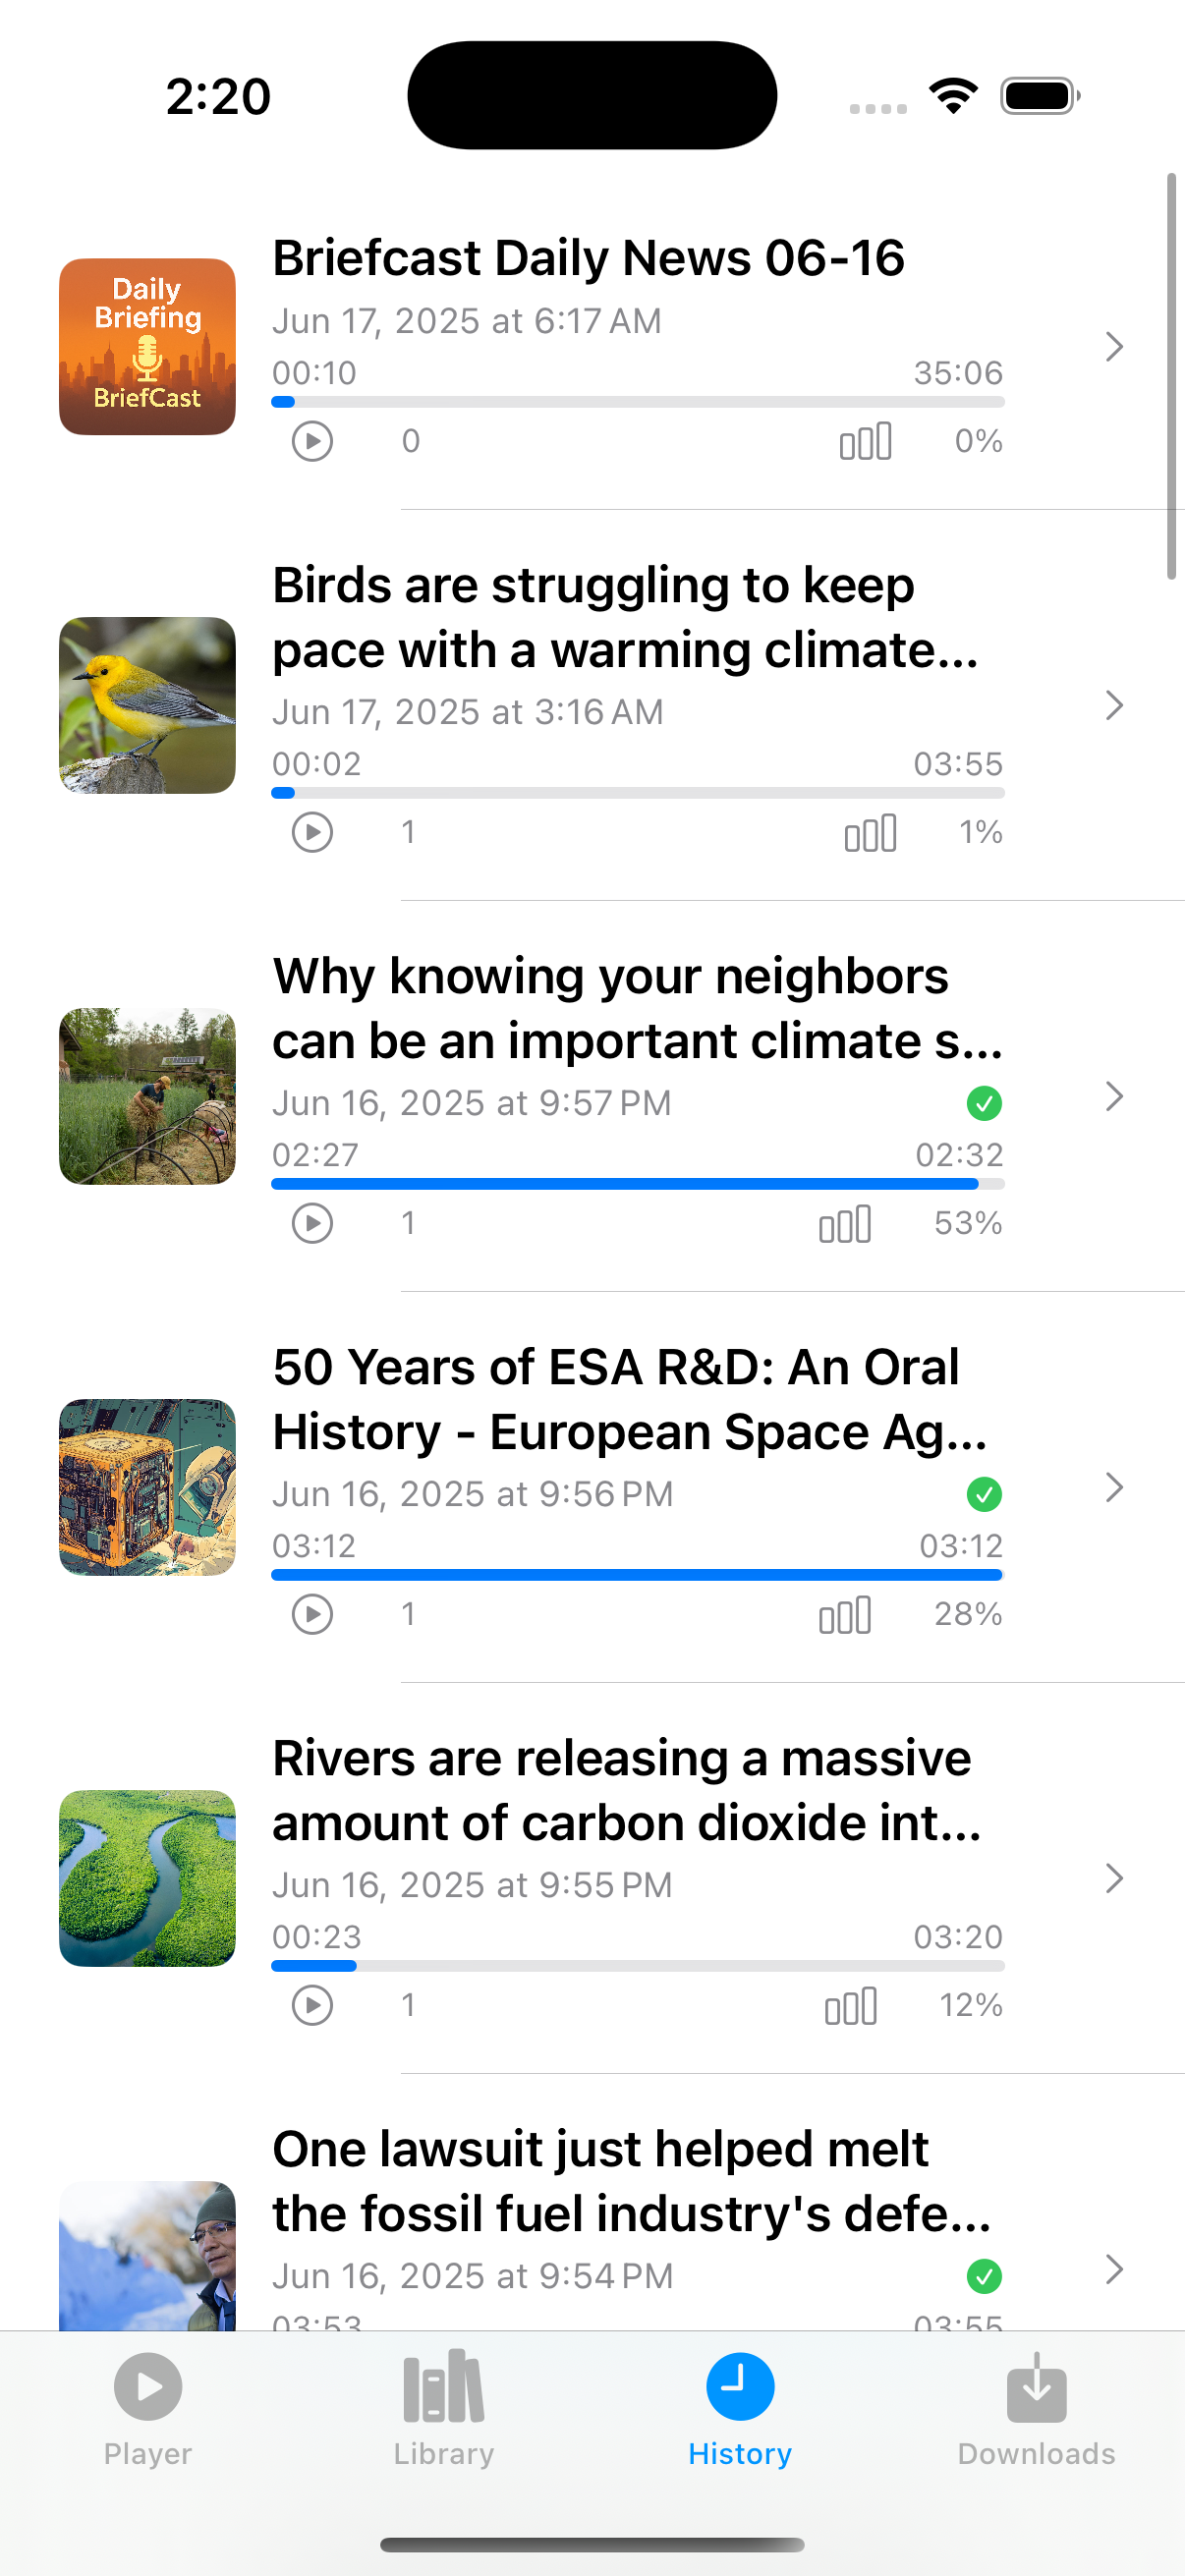 2:20
Daily
Briefing
BriefCast
Briefcast Daily News 06-16
Jun 17, 2025 at 6:17 AM
00:10 35:06
0 0%
Birds are struggling to keep
pace with a warming climate...
Jun 17, 2025 at 3:16 AM
00:02 03:55
1 1%
Why knowing your neighbors
can be an important climate s...
Jun 16, 2025 at 9:57 PM
02:27 02:32
1 53%
50 Years of ESA R&D: An Oral
History - European Space Ag...
Jun 16, 2025 at 9:56 PM
03:12 03:12
1 28%
Rivers are releasing a massive
amount of carbon dioxide int...
Jun 16, 2025 at 9:55 PM
00:23 03:20
1 12%
One lawsuit just helped melt
the fossil fuel industry's defe...
Jun 16, 2025 at 9:54 PM
03:53 03:55
Player Library History Downloads